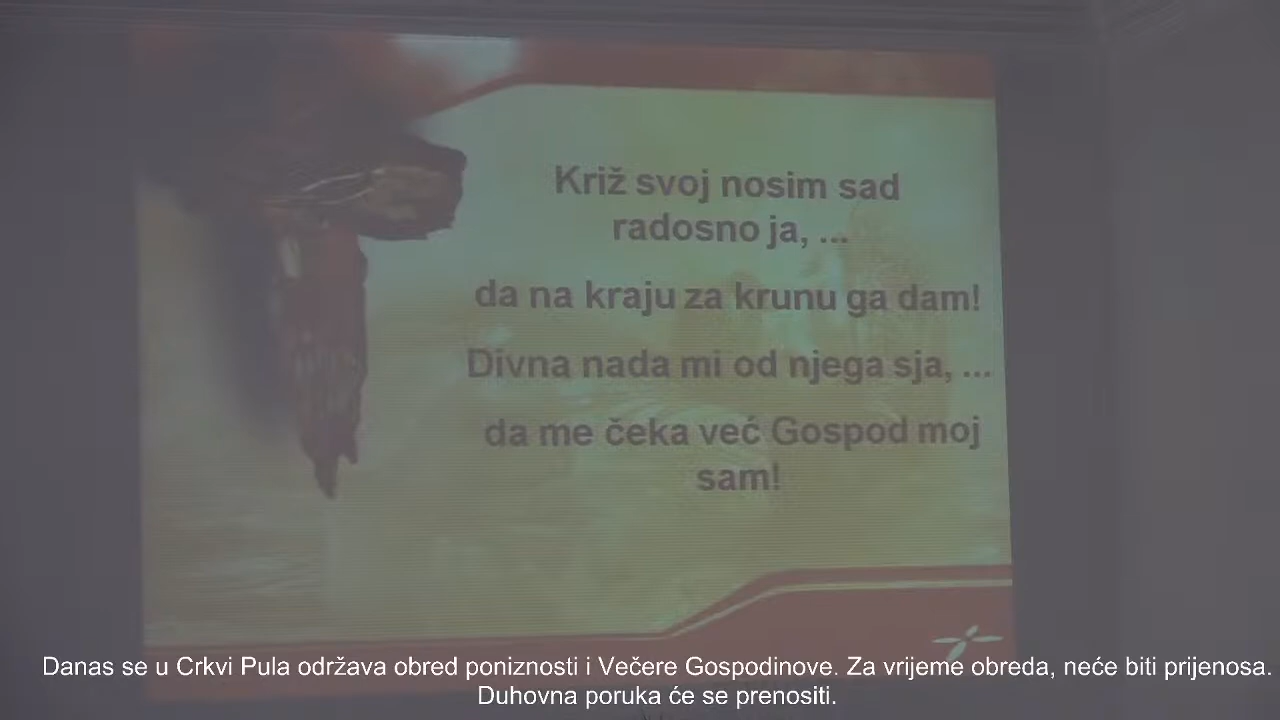 Križ svoj nosim sad
radosno ja, ...
da na kraju za krunu ga dam!
Divna nada mi od njega sja, ...
da me čeka već Gospod moj
sam!
Danas se u Crkvi Pula održava obred poniznosti i Večere Gospodinove. Za vrijeme obreda, neće biti prijenosa.
Duhovna poruka će se prenositi.